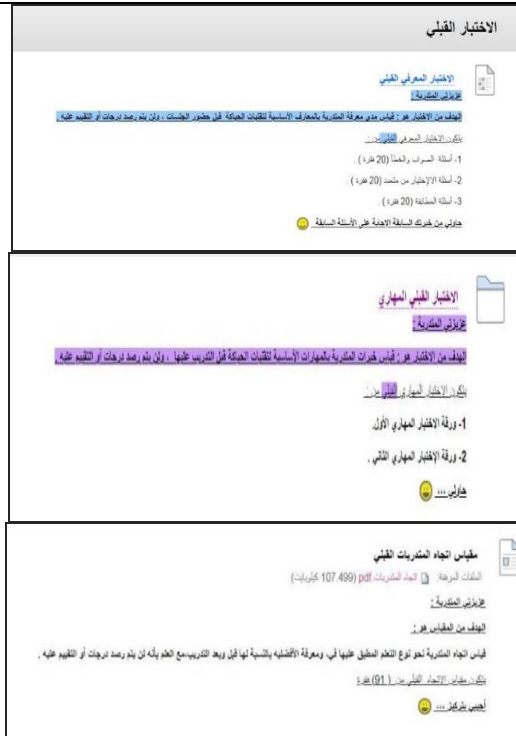 الاختبار القبلي
الاختبار المعرفي القبلي
عزيزتي المتدربة :
الهدف من الاختبار هو : قياس مدى معرفة المتدربة بالمعارف الأساسية لتقنيات الحياكة قبل حضور الجلسات ، ولن يتم رصد درجات أو التقييم عليه .
يتكون الاختبار المعرفي القبلي من :
1- أسئلة الصواب والخطأ (20 فقرة ) .
2- أسئلة الاختيار من متعدد (20 فقرة ) .
3- أسئلة المطابقة (20 فقرة ) .
حاولي من خبرتك السابقة الاجابة على الأسئلة السابقة
الاختبار القبلي المهاري
عزيزتي المتدربة :
الهدف من الاختبار هو : قياس خبرات المتدربة بالمهارات الأساسية لتقنيات الحياكة قبل التدريب عليها ، ولن يتم رصد درجات أو التقييم عليه .
يتكون الاختبار المهاري القبلي من :
1- ورقة الاختبار المهاري الأول.
2- ورقة الإختبار المهاري الثاني .
حاولي ...
مقياس اتجاه المتدربات القبلي
الملفات المرفقة: اتجاه المتدربات.pdf (107.499 كيلوبايت)
عزيزتي المتدربة :
الهدف من المقياس هو :
قياس اتجاه المتدربة نحو نوع التعلم المطبق عليها في، ومعرفة الأفضليه بالنسبة لها قبل وبعد التدريب،مع العلم بأنه لن يتم رصد درجات أو التقييم عليه .
يتكون مقياس الاتجاه القبلي من ( 91) فقرة
أجيبي بتركيز ...